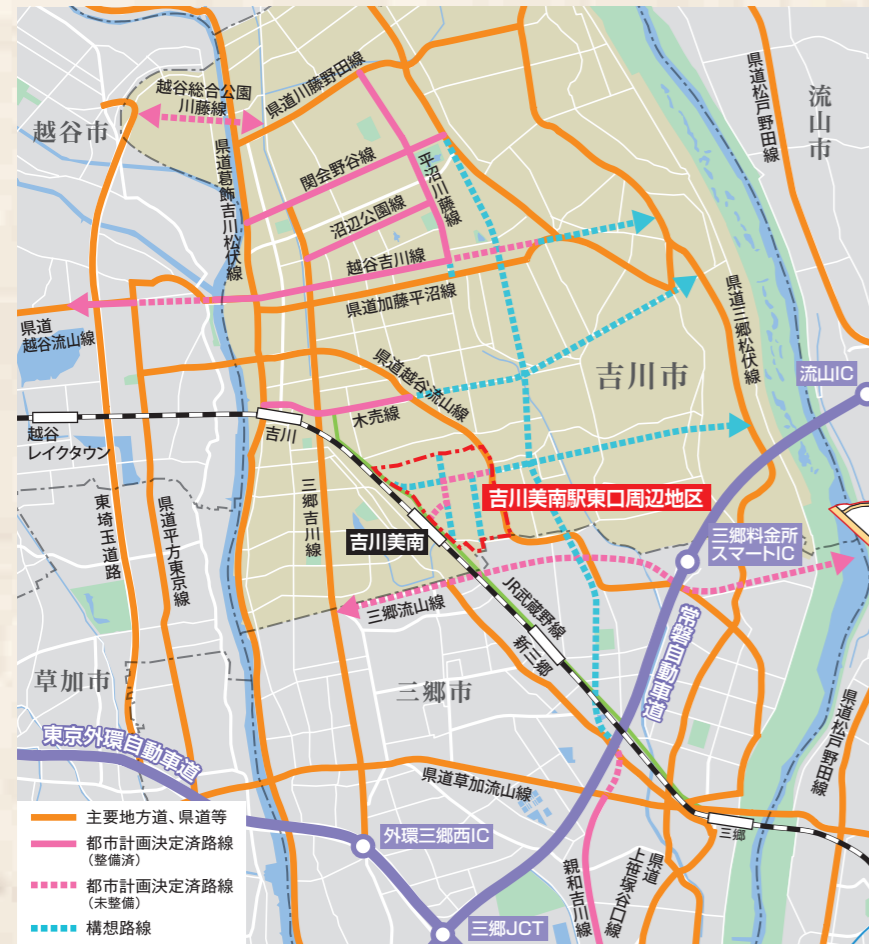 越谷総合公園
川藤線
県道川藤野田線
県道松戸野田線
流山市
越谷市
県道葛飾吉川松伏線
関会野谷線
平沼川藤線
沼辺公園線
越谷吉川線
県道加藤平沼線
県道三郷松伏線
県道
越谷流山線
県道越谷流山線
吉川市
流山IC
木売線
越谷
レイクタウン
吉川
三郷吉川線
東埼玉道路
県道平方東京線
吉川美南駅東口周辺地区
吉川美南
三郷料金所
スマートIC
JR武蔵野線
三郷流山線
新三郷
常磐自動車道
草加市
三郷市
県道松戸野田線
東京外環自動車道
県道草加流山線
主要地方道、県道等
都市計画決定済路線
(整備済)
都市計画決定済路線
(未整備)
構想路線
外環三郷西IC
三郷
親和吉川線
県道
上笹塚谷口線
三郷JCT